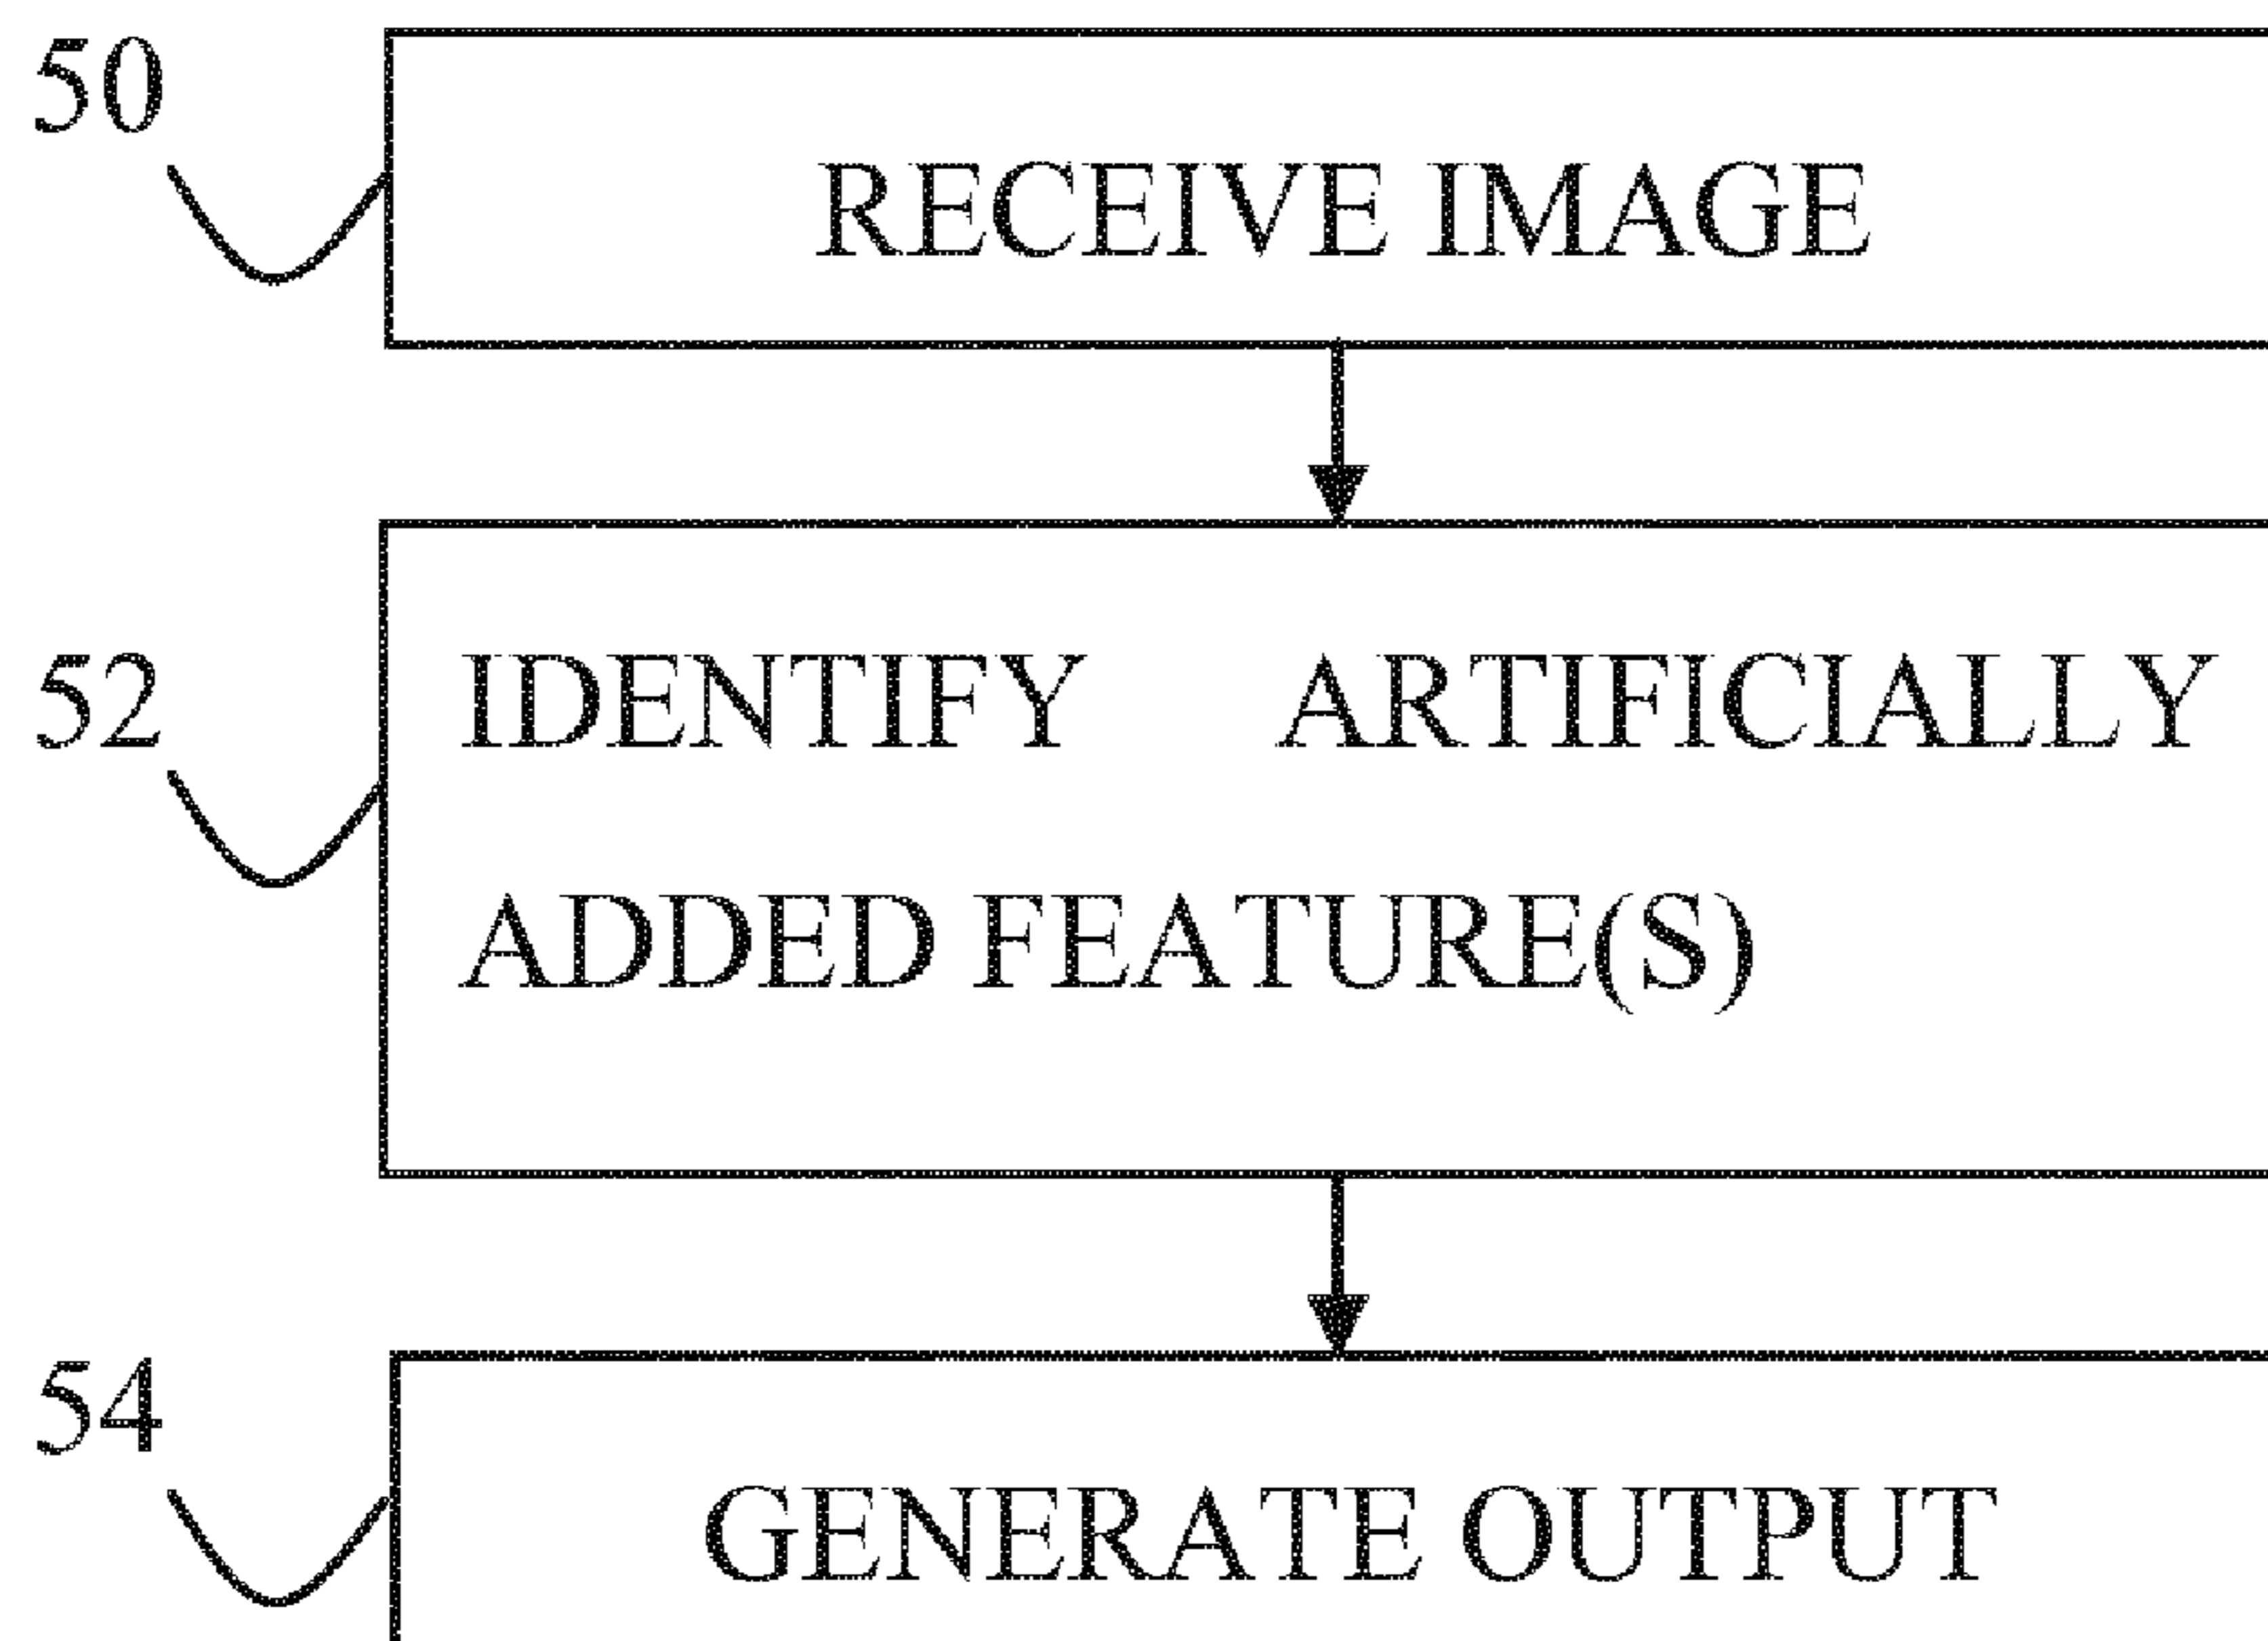 50
RECEIVE IMAGE
52
IDENTIFY ARTIFICIALLY
ADDED FEATURE(S)
54
GENERATE OUTPUT